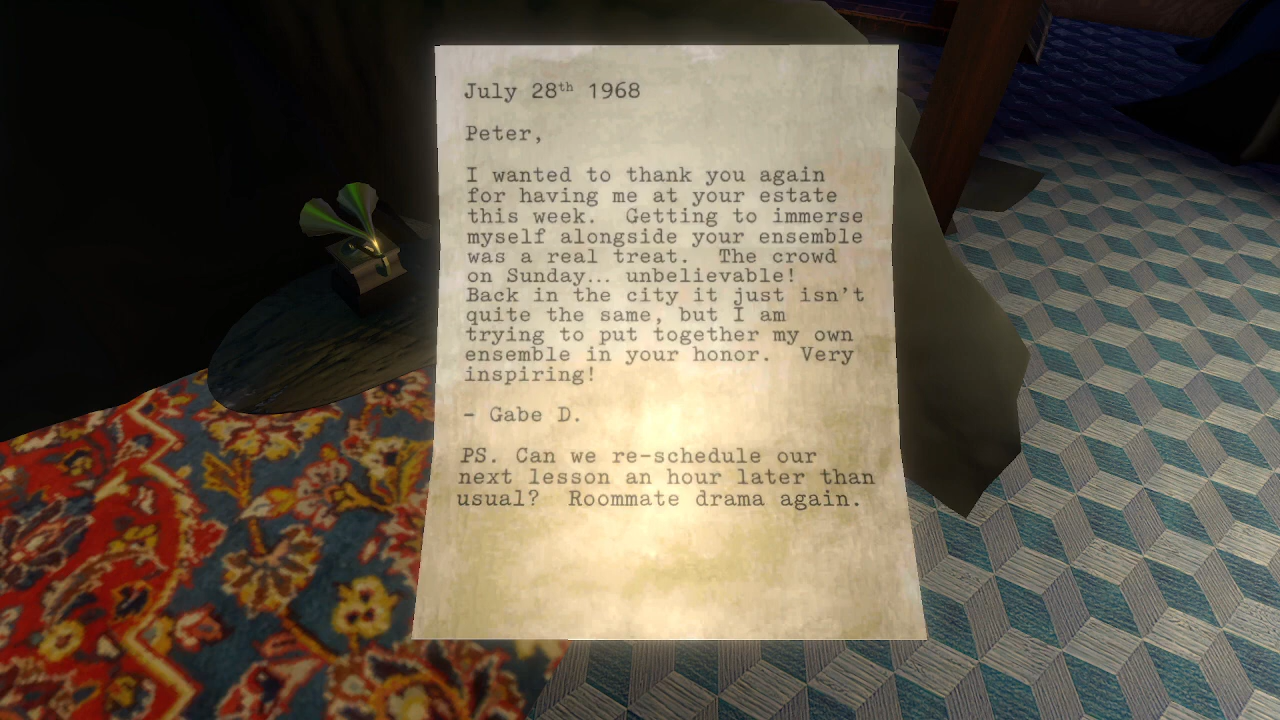 July 28th 1968
Peter,
I wanted to thank you again
for having me at your estate
this week.  Getting to immerse
myself alongside your ensemble
was a real treat.  The crowd
on Sunday... unbelievable!
Back in the city it just isn't
quite the same, but I am
trying to put together my own
ensemble in your honor.  Very
inspiring!
- Gabe D.
PS. Can we re-schedule our
next lesson an hour later than
usual?  Roommate drama again.